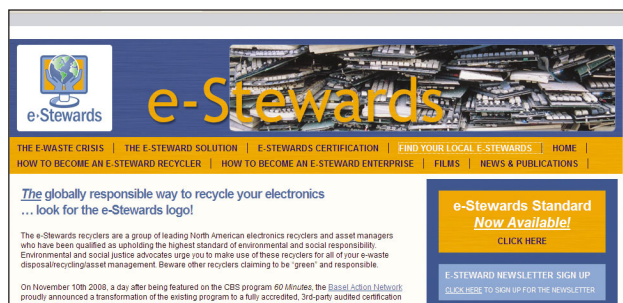 e-Stewards
e-Stewards
THE E-WASTE CRISIS | THE E-STEWARD SOLUTION | E-STEWARDS CERTIFICATION | FIND YOUR LOCAL E-STEWARDS | HOME |
HOW TO BECOME AN E-STEWARD RECYCLER | HOW TO BECOME AN E-STEWARD ENTERPRISE | FILMS | NEWS & PUBLICATIONS |
The globally responsible way to recycle your electronics
… look for the e-Stewards logo!
The e-Stewards recyclers are a group of leading North American electronics recyclers and asset managers
who have been qualified as upholding the highest standard of environmental and social responsibility.
Environmental and social justice advocates urge you to make use of these recyclers for all of your e-waste
disposal/recycling/asset management. Beware other recyclers claiming to be "green" and responsible.
On November 10th 2008, a day after being featured on the CBS program 60 Minutes, the Basel Action Network
proudly announced a transformation of the existing program to a fully accredited, 3rd-party audited certification
e-Stewards Standard
Now Available!
CLICK HERE
E-STEWARD NEWSLETTER SIGN UP
CLICK HERE TO SIGN UP FOR THE NEWSLETTER